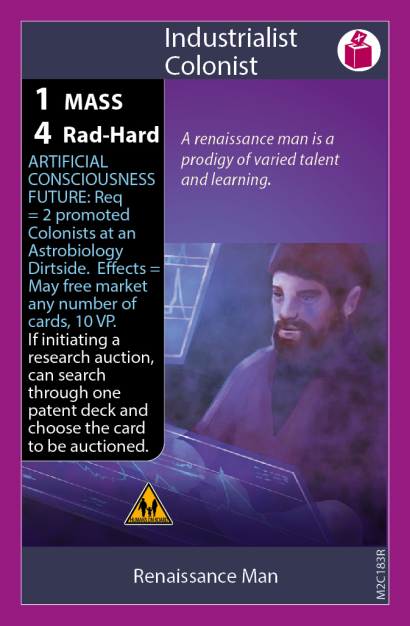 Industrialist
Colonist
1 MASS
4 Rad-Hard
ARTIFICIAL
CONSCIOUSNESS
FUTURE: Req
= 2 promoted
Colonists at an
Astrobiology
Dirtside. Effects =
May free market
any number of
cards, 10 VP.
If initiating a
research auction,
can search
through one
patent deck and
choose the card
to be auctioned.
A renaissance man is a
prodigy of varied talent
and learning.
HUMANS ON BOARD
Renaissance Man
M2C183R